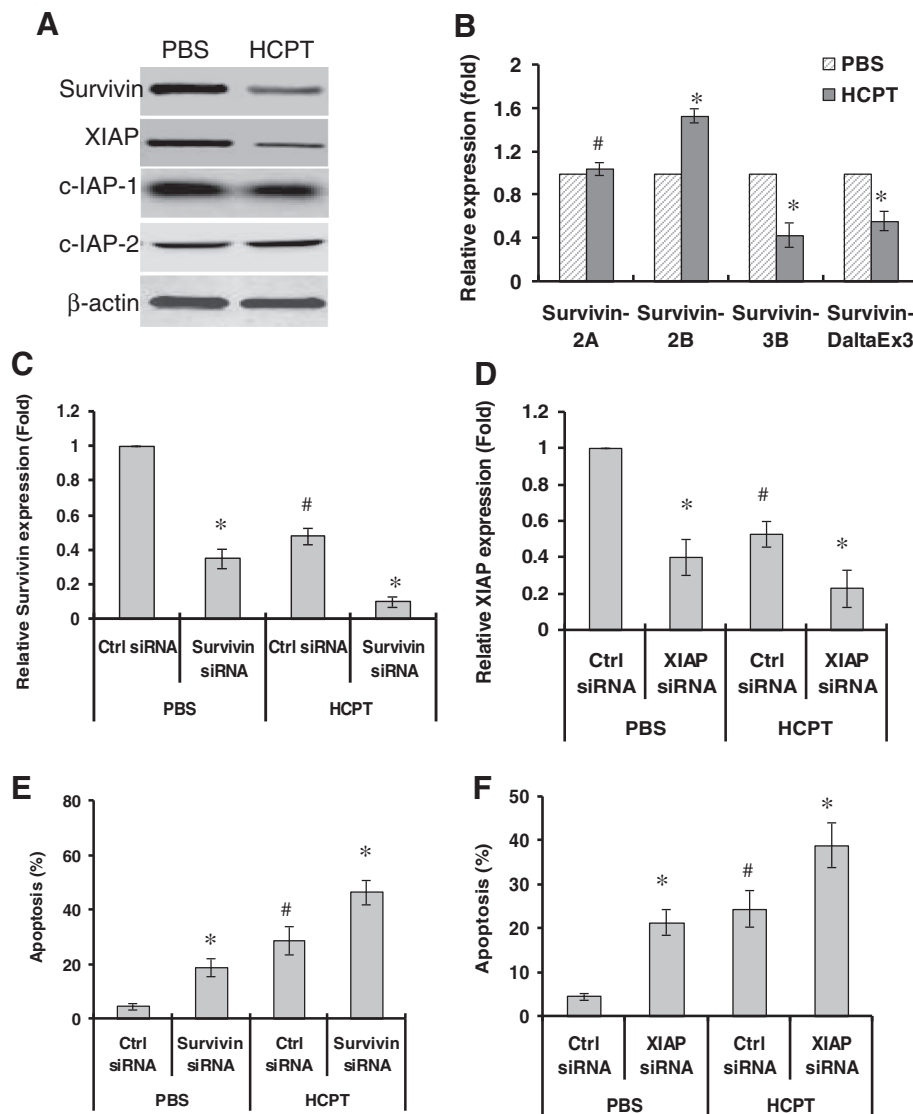 A
PBS HCPT
Survivin
XIAP
c-IAP-1
c-IAP-2
β-actin
B
Relative expression (fold)
2
1.6
1.2
0.8
0.4
0
PBS
HCPT
#
*
*
*
Survivin-
2A
Survivin-
2B
Survivin-
3B
Survivin-
DaltaEx3
C
Relative Survivin expression (Fold)
1.2
1
0.8
0.6
0.4
0.2
0
*
#
*
Ctrl siRNA
Survivin
siRNA
Ctrl siRNA
Survivin
siRNA
PBS
HCPT
D
Relative XIAP expression (Fold)
1.2
1
0.8
0.6
0.4
0.2
0
*
#
*
Ctrl
siRNA
XIAP
siRNA
Ctrl
siRNA
XIAP
siRNA
PBS
HCPT
E
Apoptosis (%)
80
60
40
20
0
*
#
*
Ctrl
siRNA
Survivin
siRNA
Ctrl
siRNA
Survivin
siRNA
PBS
HCPT
F
Apoptosis (%)
50
40
30
20
10
0
*
#
*
Ctrl
siRNA
XIAP
siRNA
Ctrl
siRNA
XIAP
siRNA
PBS
HCPT